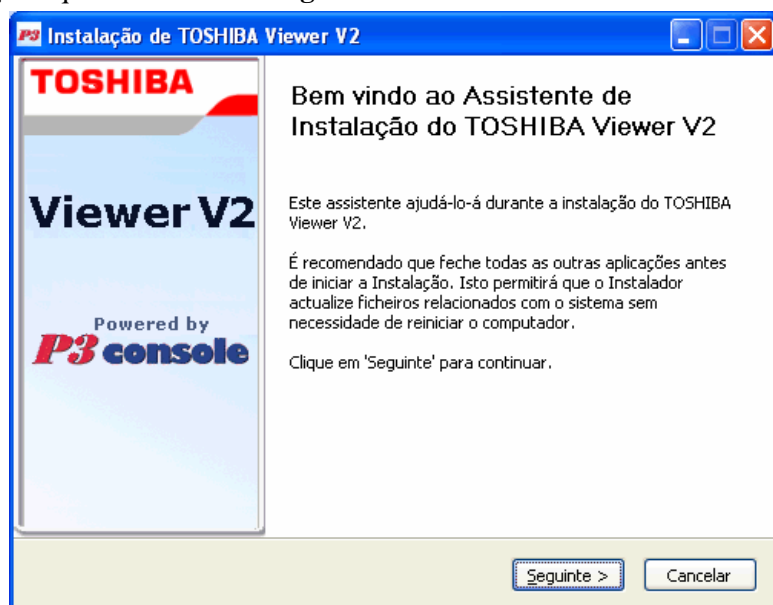 P3 Instalação de TOSHIBA Viewer V2
TOSHIBA
Viewer V2
Powered by
P3 console
Bem vindo ao Assistente de
Instalação do TOSHIBA Viewer V2
Este assistente ajudá-lo-á durante a instalação do TOSHIBA
Viewer V2.
É recomendado que feche todas as outras aplicações antes
de iniciar a Instalação. Isto permitirá que o Instalador
actualize ficheiros relacionados com o sistema sem
necessidade de reiniciar o computador.
Clique em 'Seguinte' para continuar.
Seguinte >
Cancelar